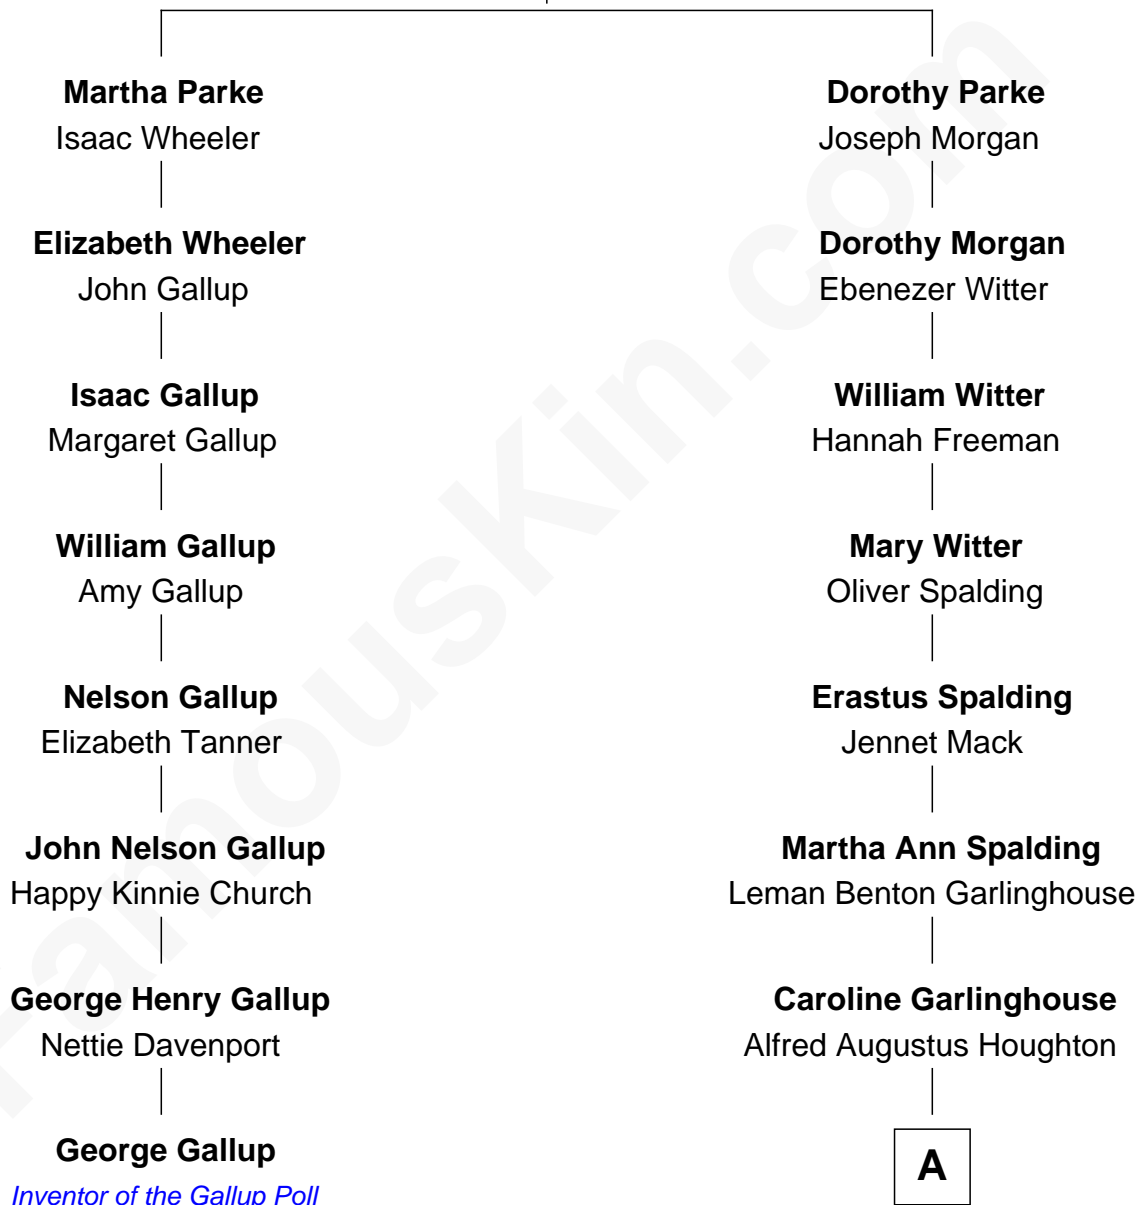 Martha Parke
Isaac Wheeler
Elizabeth Wheeler
John Gallup
Isaac Gallup
Margaret Gallup
William Gallup
Amy Gallup
Nelson Gallup
Elizabeth Tanner
John Nelson Gallup
Happy Kinnie Church
George Henry Gallup
Nettie Davenport
George Gallup
Inventor of the Gallup Poll
Dorothy Parke
Joseph Morgan
Dorothy Morgan
Ebenezer Witter
William Witter
Hannah Freeman
Mary Witter
Oliver Spalding
Erastus Spalding
Jennet Mack
Martha Ann Spalding
Leman Benton Garlinghouse
Caroline Garlinghouse
Alfred Augustus Houghton
A
FamousKin.com